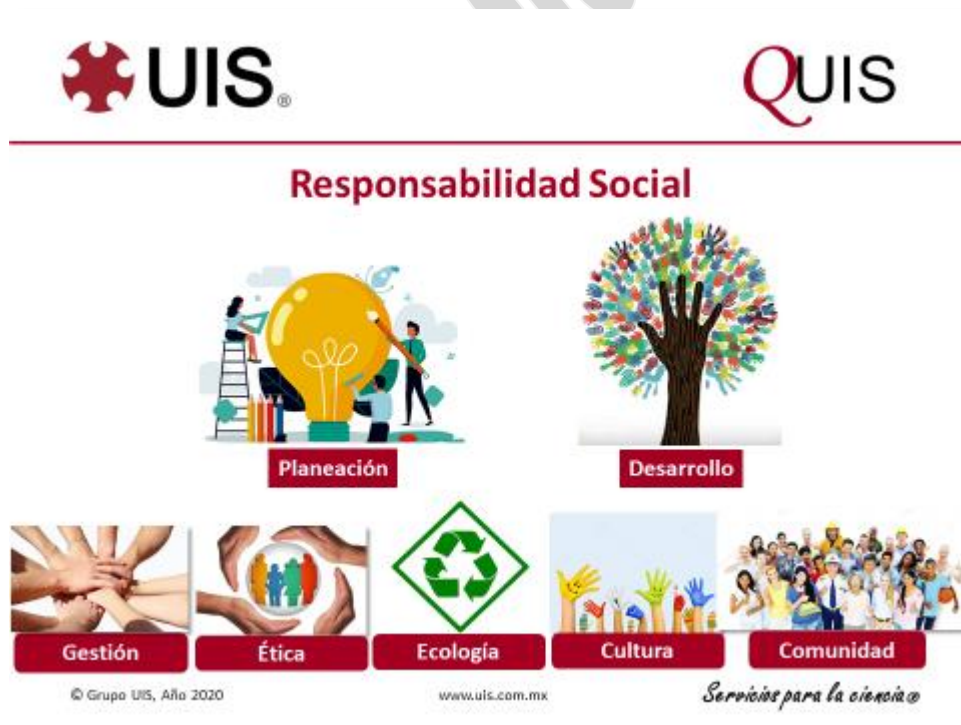 UIS®
QUIS
Responsabilidad Social
Planeación
Desarrollo
Gestión
Ética
Ecología
Cultura
Comunidad
© Grupo UIS, Año 2020
www.uis.com.mx
Servicios para la ciencia®